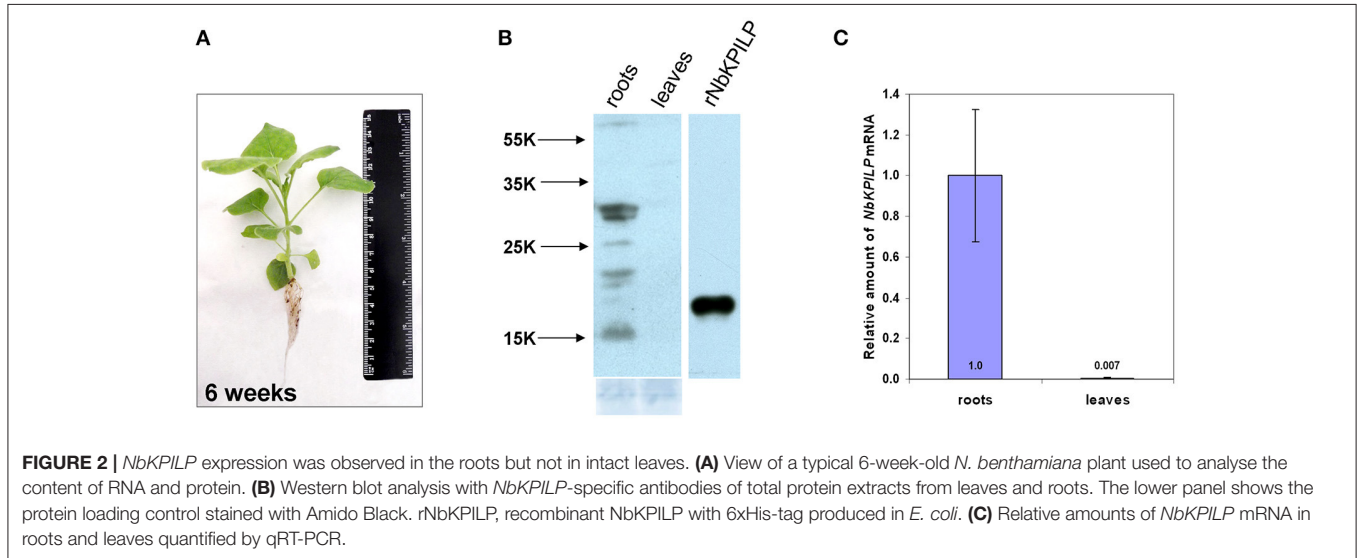 A
B
C
6 weeks
roots
leaves
rNbKPILP
55K
35K
25K
15K
Relative amount of NbKPILP mRNA
1.4
1.2
1.0
0.8
0.6
0.4
0.2
0.0
1.0
0.007
roots
leaves
FIGURE 2 | NbKPILP expression was observed in the roots but not in intact leaves. (A) View of a typical 6-week-old N. benthamiana plant used to analyse the
content of RNA and protein. (B) Western blot analysis with NbKPILP-specific antibodies of total protein extracts from leaves and roots. The lower panel shows the
protein loading control stained with Amido Black. rNbKPILP, recombinant NbKPILP with 6xHis-tag produced in E. coli. (C) Relative amounts of NbKPILP mRNA in
roots and leaves quantified by qRT-PCR.